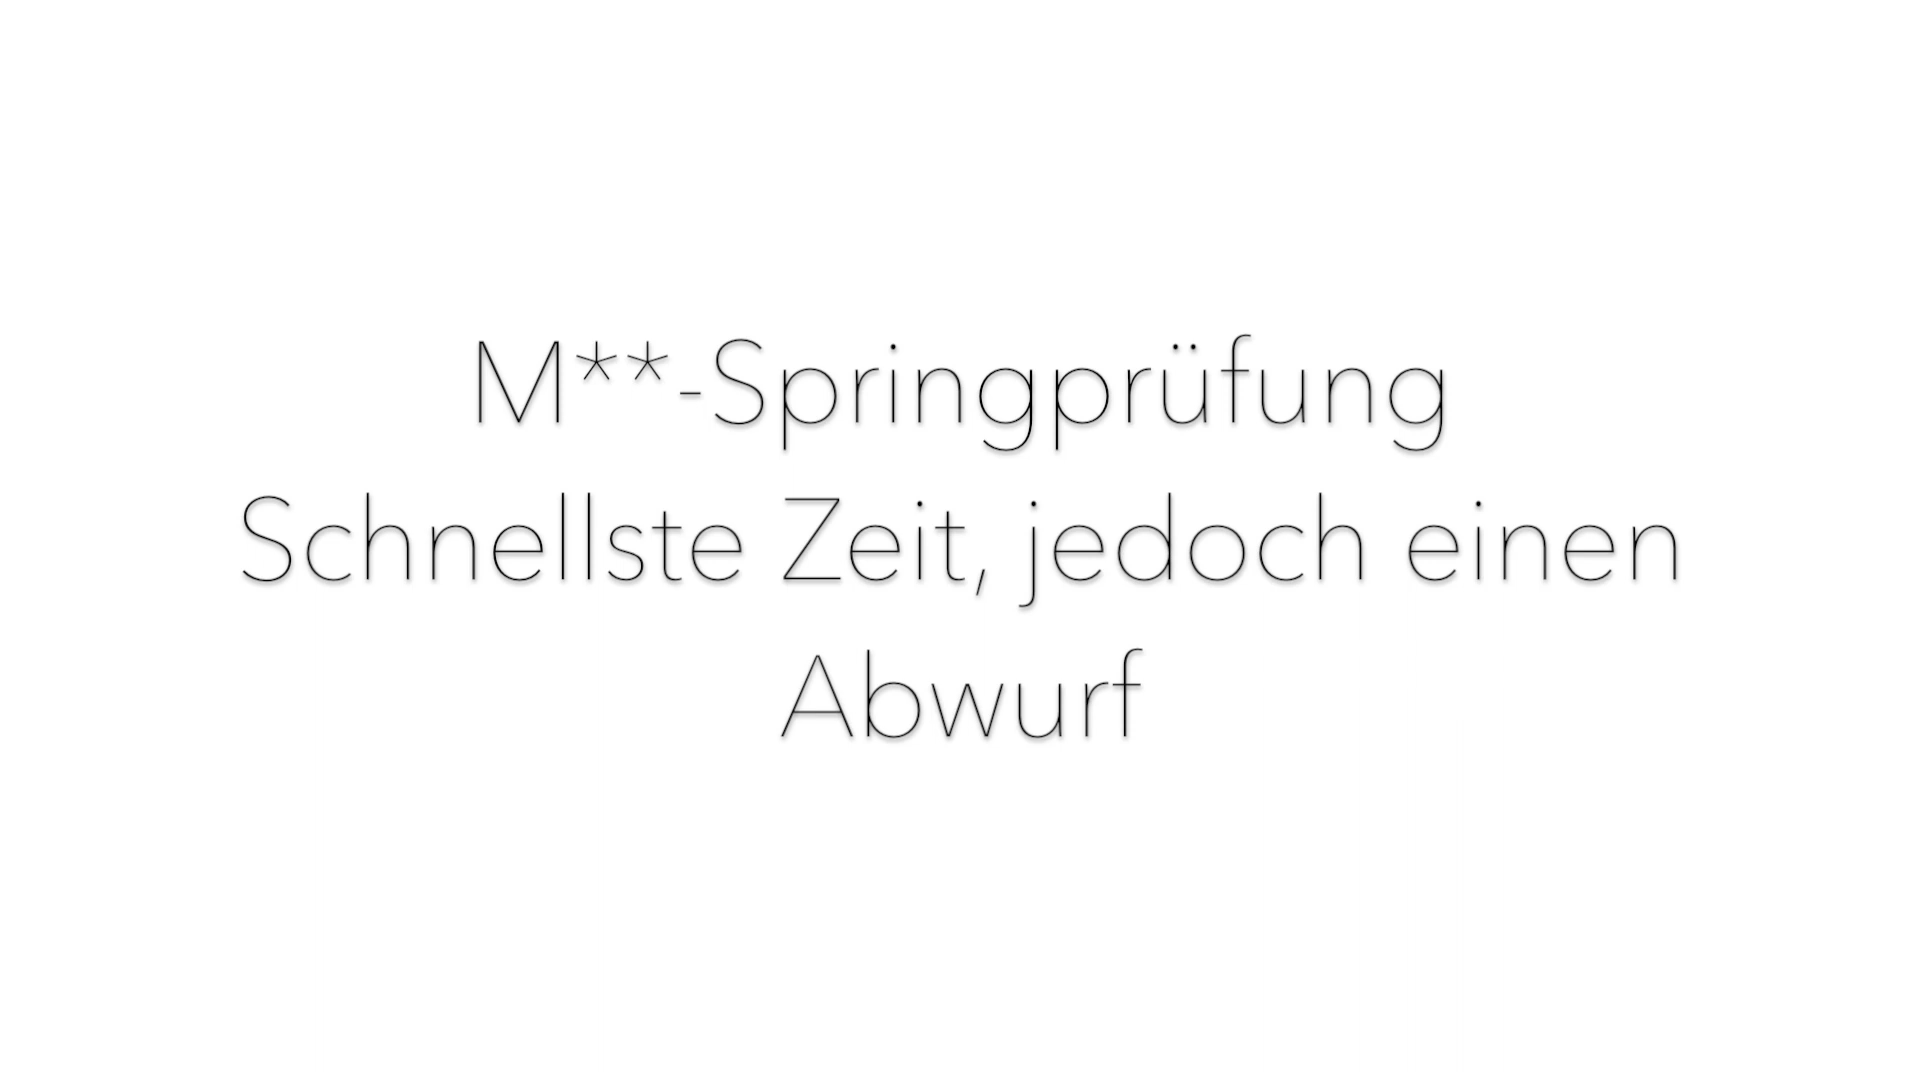 M**-Springprüfung
Schnellste Zeit, jedoch einen
Abwurf